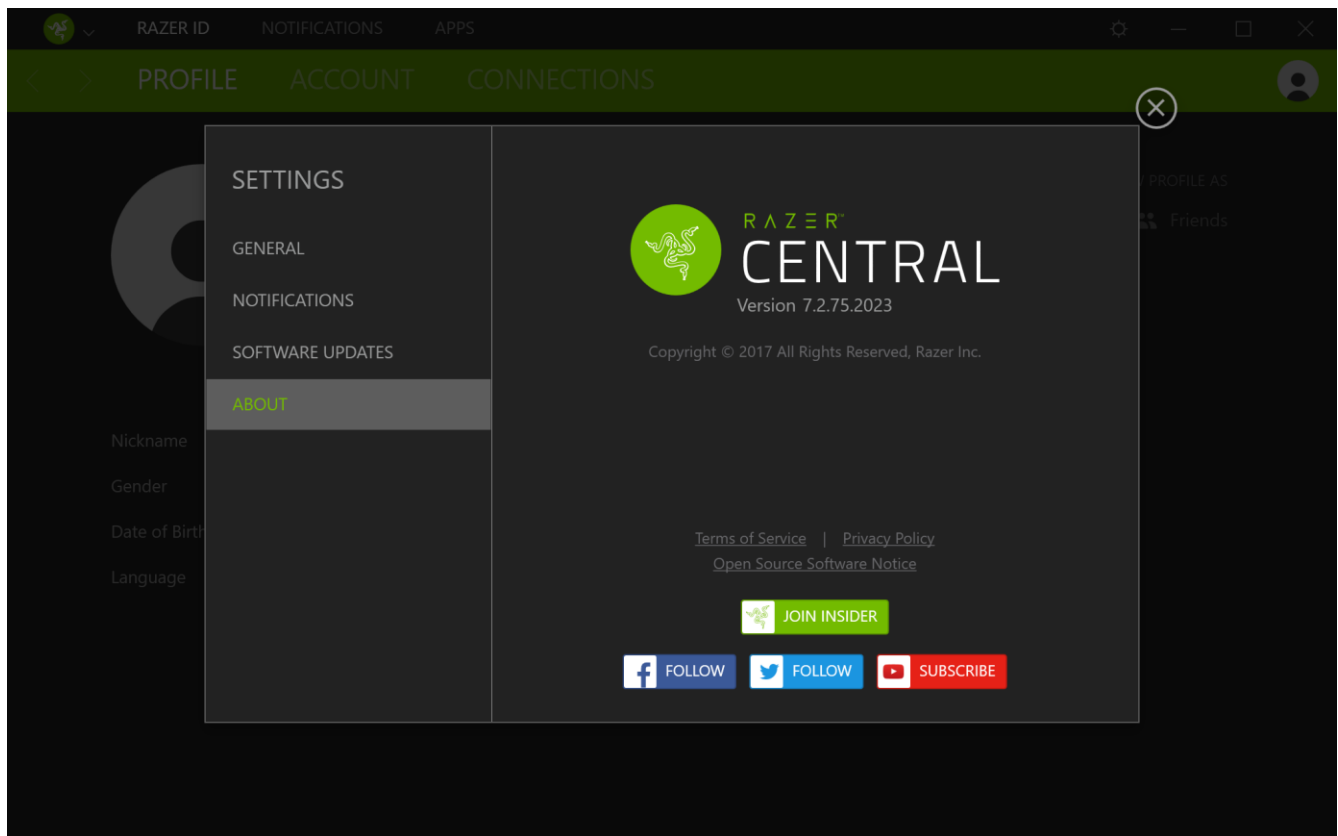 RAZER ID NOTIFICATIONS APPS
PROFILE ACCOUNT CONNECTIONS
SETTINGS
GENERAL
NOTIFICATIONS
SOFTWARE UPDATES
ABOUT
RAZER™
CENTRAL
Version 7.2.75.2023
Copyright © 2017 All Rights Reserved, Razer Inc.
Terms of Service | Privacy Policy
Open Source Software Notice
JOIN INSIDER
FOLLOW FOLLOW SUBSCRIBE
PROFILE AS
Friends
Nickname
Gender
Date of Birth
Language